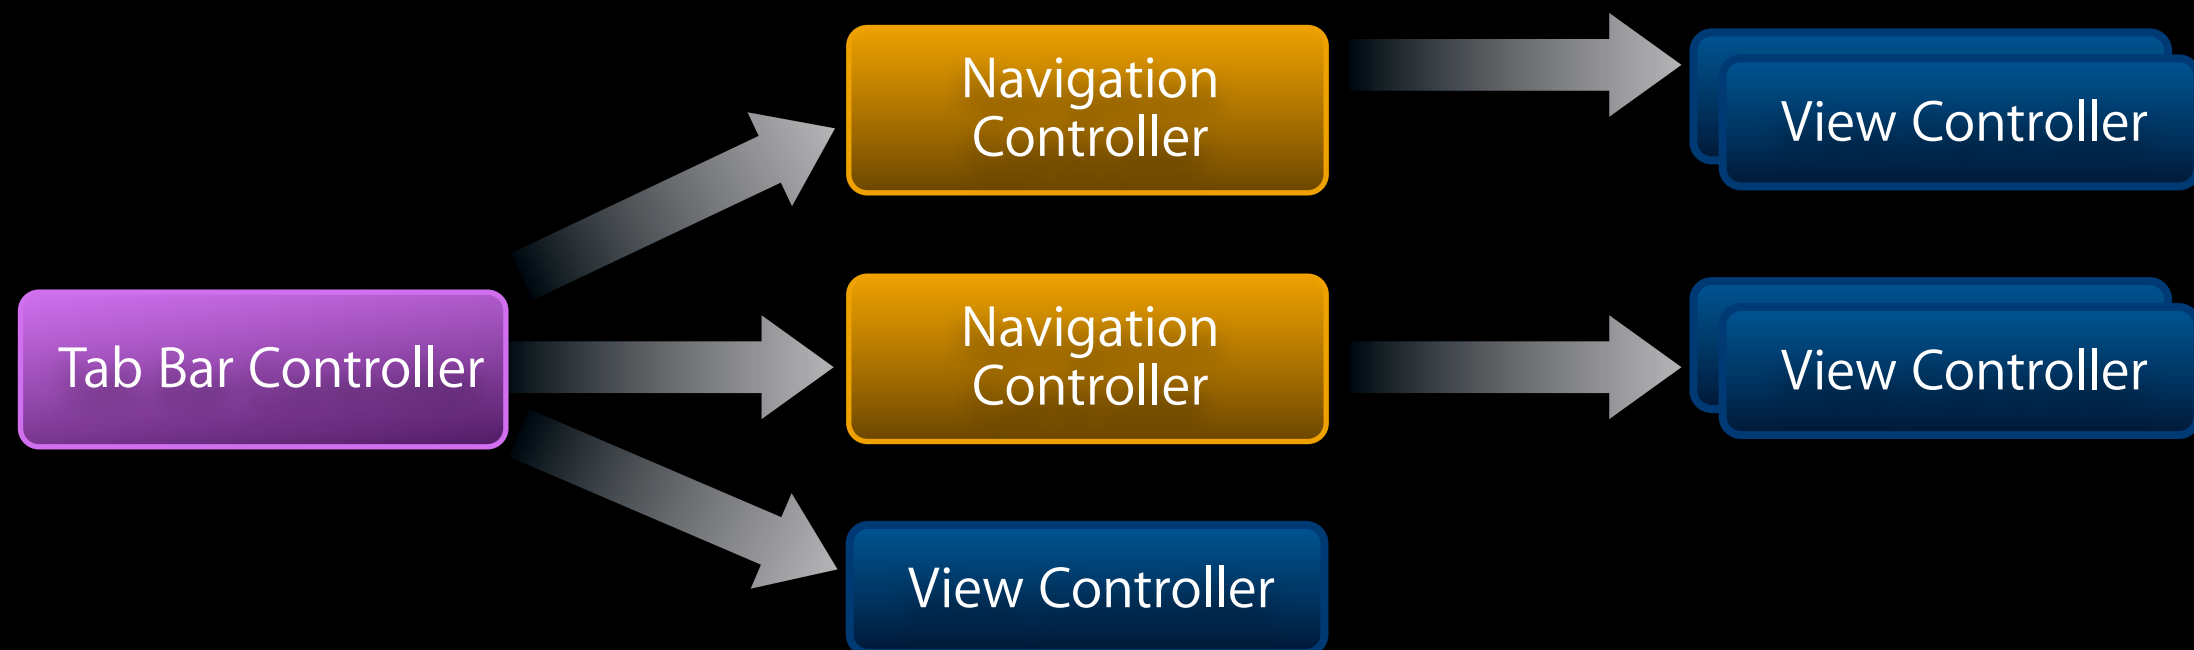 Navigation
Controller
View Controller
Tab Bar Controller
Navigation
Controller
View Controller
View Controller